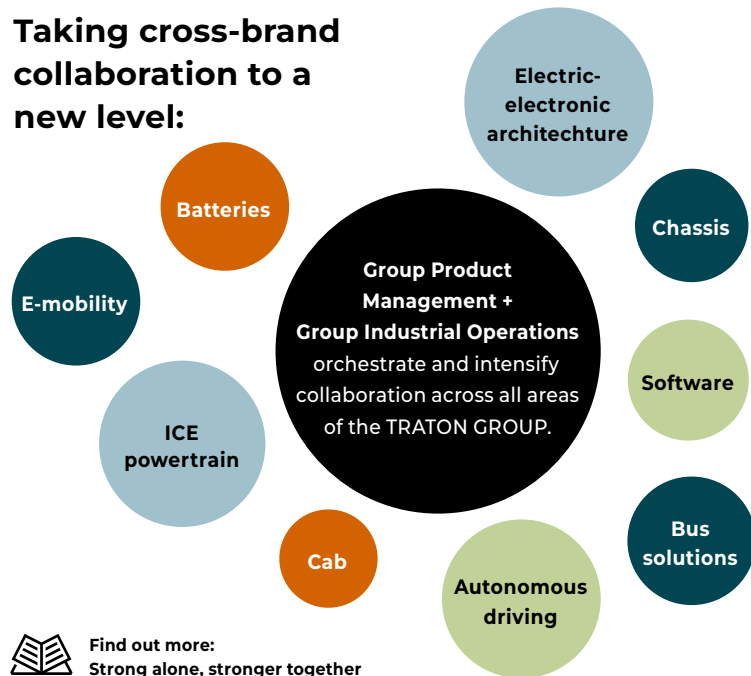 Taking cross-brand
collaboration to a
new level:
Electric-
electronic
architechture
Batteries
Chassis
E-mobility
Group Product
Management +
Group Industrial Operations
orchestrate and intensify
collaboration across all areas
of the TRATON GROUP.
Software
ICE
powertrain
Bus
solutions
Cab
Autonomous
driving
Find out more:
Strong alone, stronger together